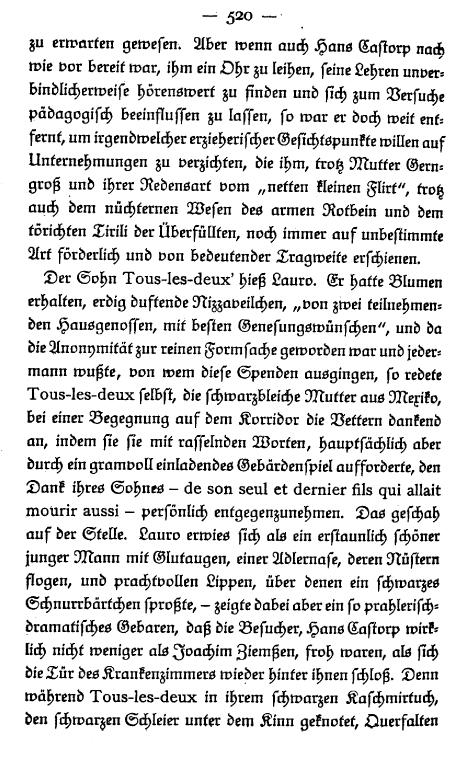 — 520 —
zu erwarten gewesen. Aber wenn auch Hans Castorp nach
wie vor bereit war, ihm ein Ohr zu leihen, seine Lehren unver-
bindlicherweise hörenswert zu finden und sich zum Versuche
pädagogisch beeinflussen zu lassen, so war er doch weit ent-
fernt, um irgendwelcher erzieherischer Gesichtspunkte willen auf
Unternehmungen zu verzichten, die ihm, trotz Mutter Gern-
groß und ihrer Redensart vom „netten kleinen Flirt“, trotz
auch dem nüchternen Wesen des armen Rotbein und dem
törichten Tirili der Überfüllten, noch immer auf unbestimmte
Art förderlich und von bedeutender Tragweite erschienen.
Der Sohn Tous-les-deux’ hieß Lauro. Er hatte Blumen
erhalten, erdig duftende Nizzaveilchen, „von zwei teilnehmen-
den Hausgenossen, mit besten Genesungswünschen“, und da
die Anonymität zur reinen Formsache geworden war und jeder-
mann wußte, von wem diese Spenden ausgingen, so redete
Tous-les-deux selbst, die schwarzbleiche Mutter aus Mexiko,
bei einer Begegnung auf dem Korridor die Vettern dankend
an, indem sie sie mit rasselnden Worten, hauptsächlich aber
durch ein gramvoll einladendes Gebärdenspiel aufforderte, den
Dank ihres Sohnes – de son seul et dernier fils qui allait
mourir aussi – persönlich entgegenzunehmen. Das geschah
auf der Stelle. Lauro erwies sich als ein erstaunlich schöner
junger Mann mit Glutaugen, einer Adlernase, deren Nüstern
flogen, und prachtvollen Lippen, über denen ein schwarzes
Schnurrbärtchen sproßte, – zeigte dabei aber ein so prahlerisch-
dramatisches Gebaren, daß die Besucher, Hans Castorp wirk-
lich nicht weniger als Joachim Ziemßen, froh waren, als sich
die Tür des Krankenzimmers wieder hinter ihnen schloß. Denn
während Tous-les-deux in ihrem schwarzen Kaschmirtuch,
den schwarzen Schleier unter dem Kinn geknotet, Querfalten